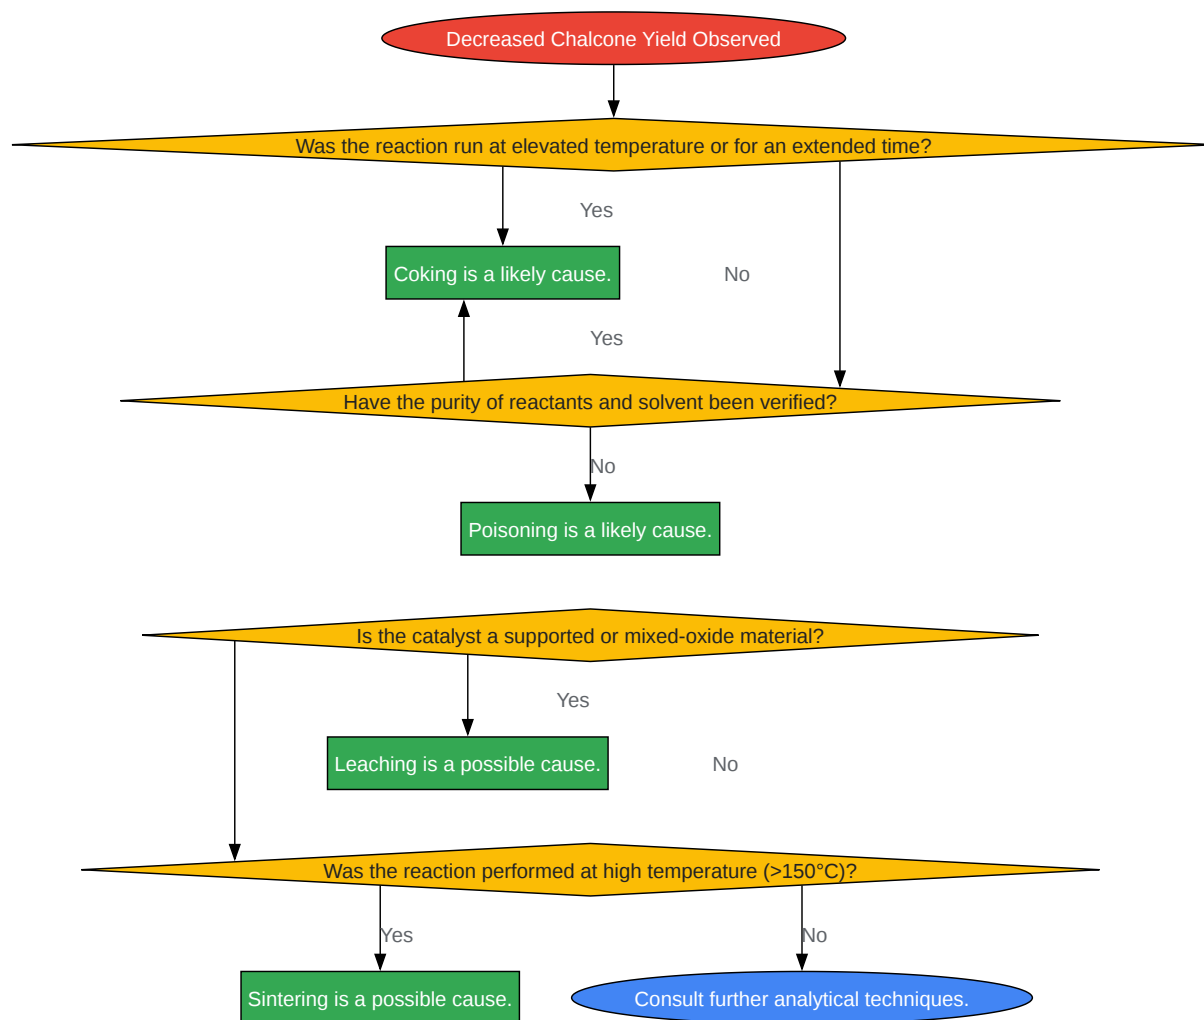 Decreased Chalcone Yield Observed
Was the reaction run at elevated temperature or for an extended time?
Yes
Coking is a likely cause.
No
Yes
Have the purity of reactants and solvent been verified?
No
Poisoning is a likely cause.
Is the catalyst a supported or mixed-oxide material?
Yes
Leaching is a possible cause.
No
Was the reaction performed at high temperature (>150°C)?
Yes
No
Sintering is a possible cause.
Consult further analytical techniques.